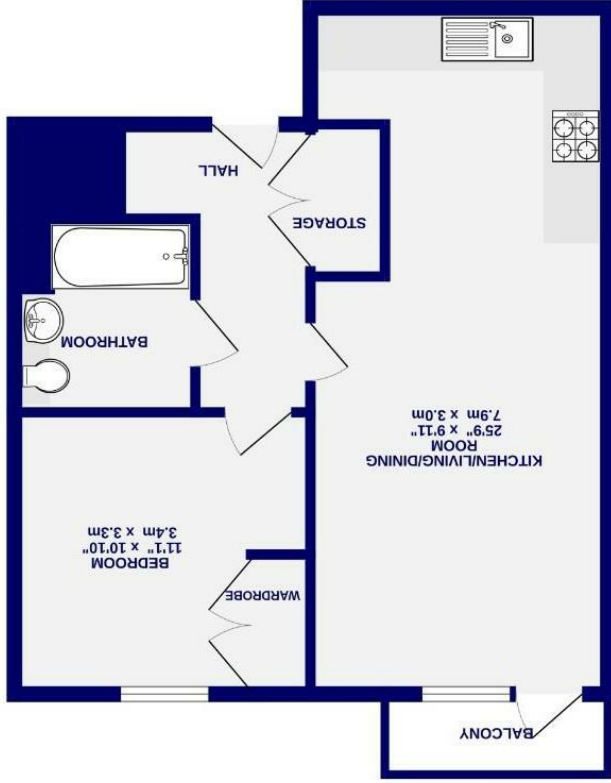 BALCONY
WARDROBE
BEDROOM
11'1" x 10'10"
3.4m x 3.3m
KITCHEN/LIVING/DINING
ROOM
25'9" x 9'11"
7.9m x 3.0m
BATHROOM
STORAGE
HALL